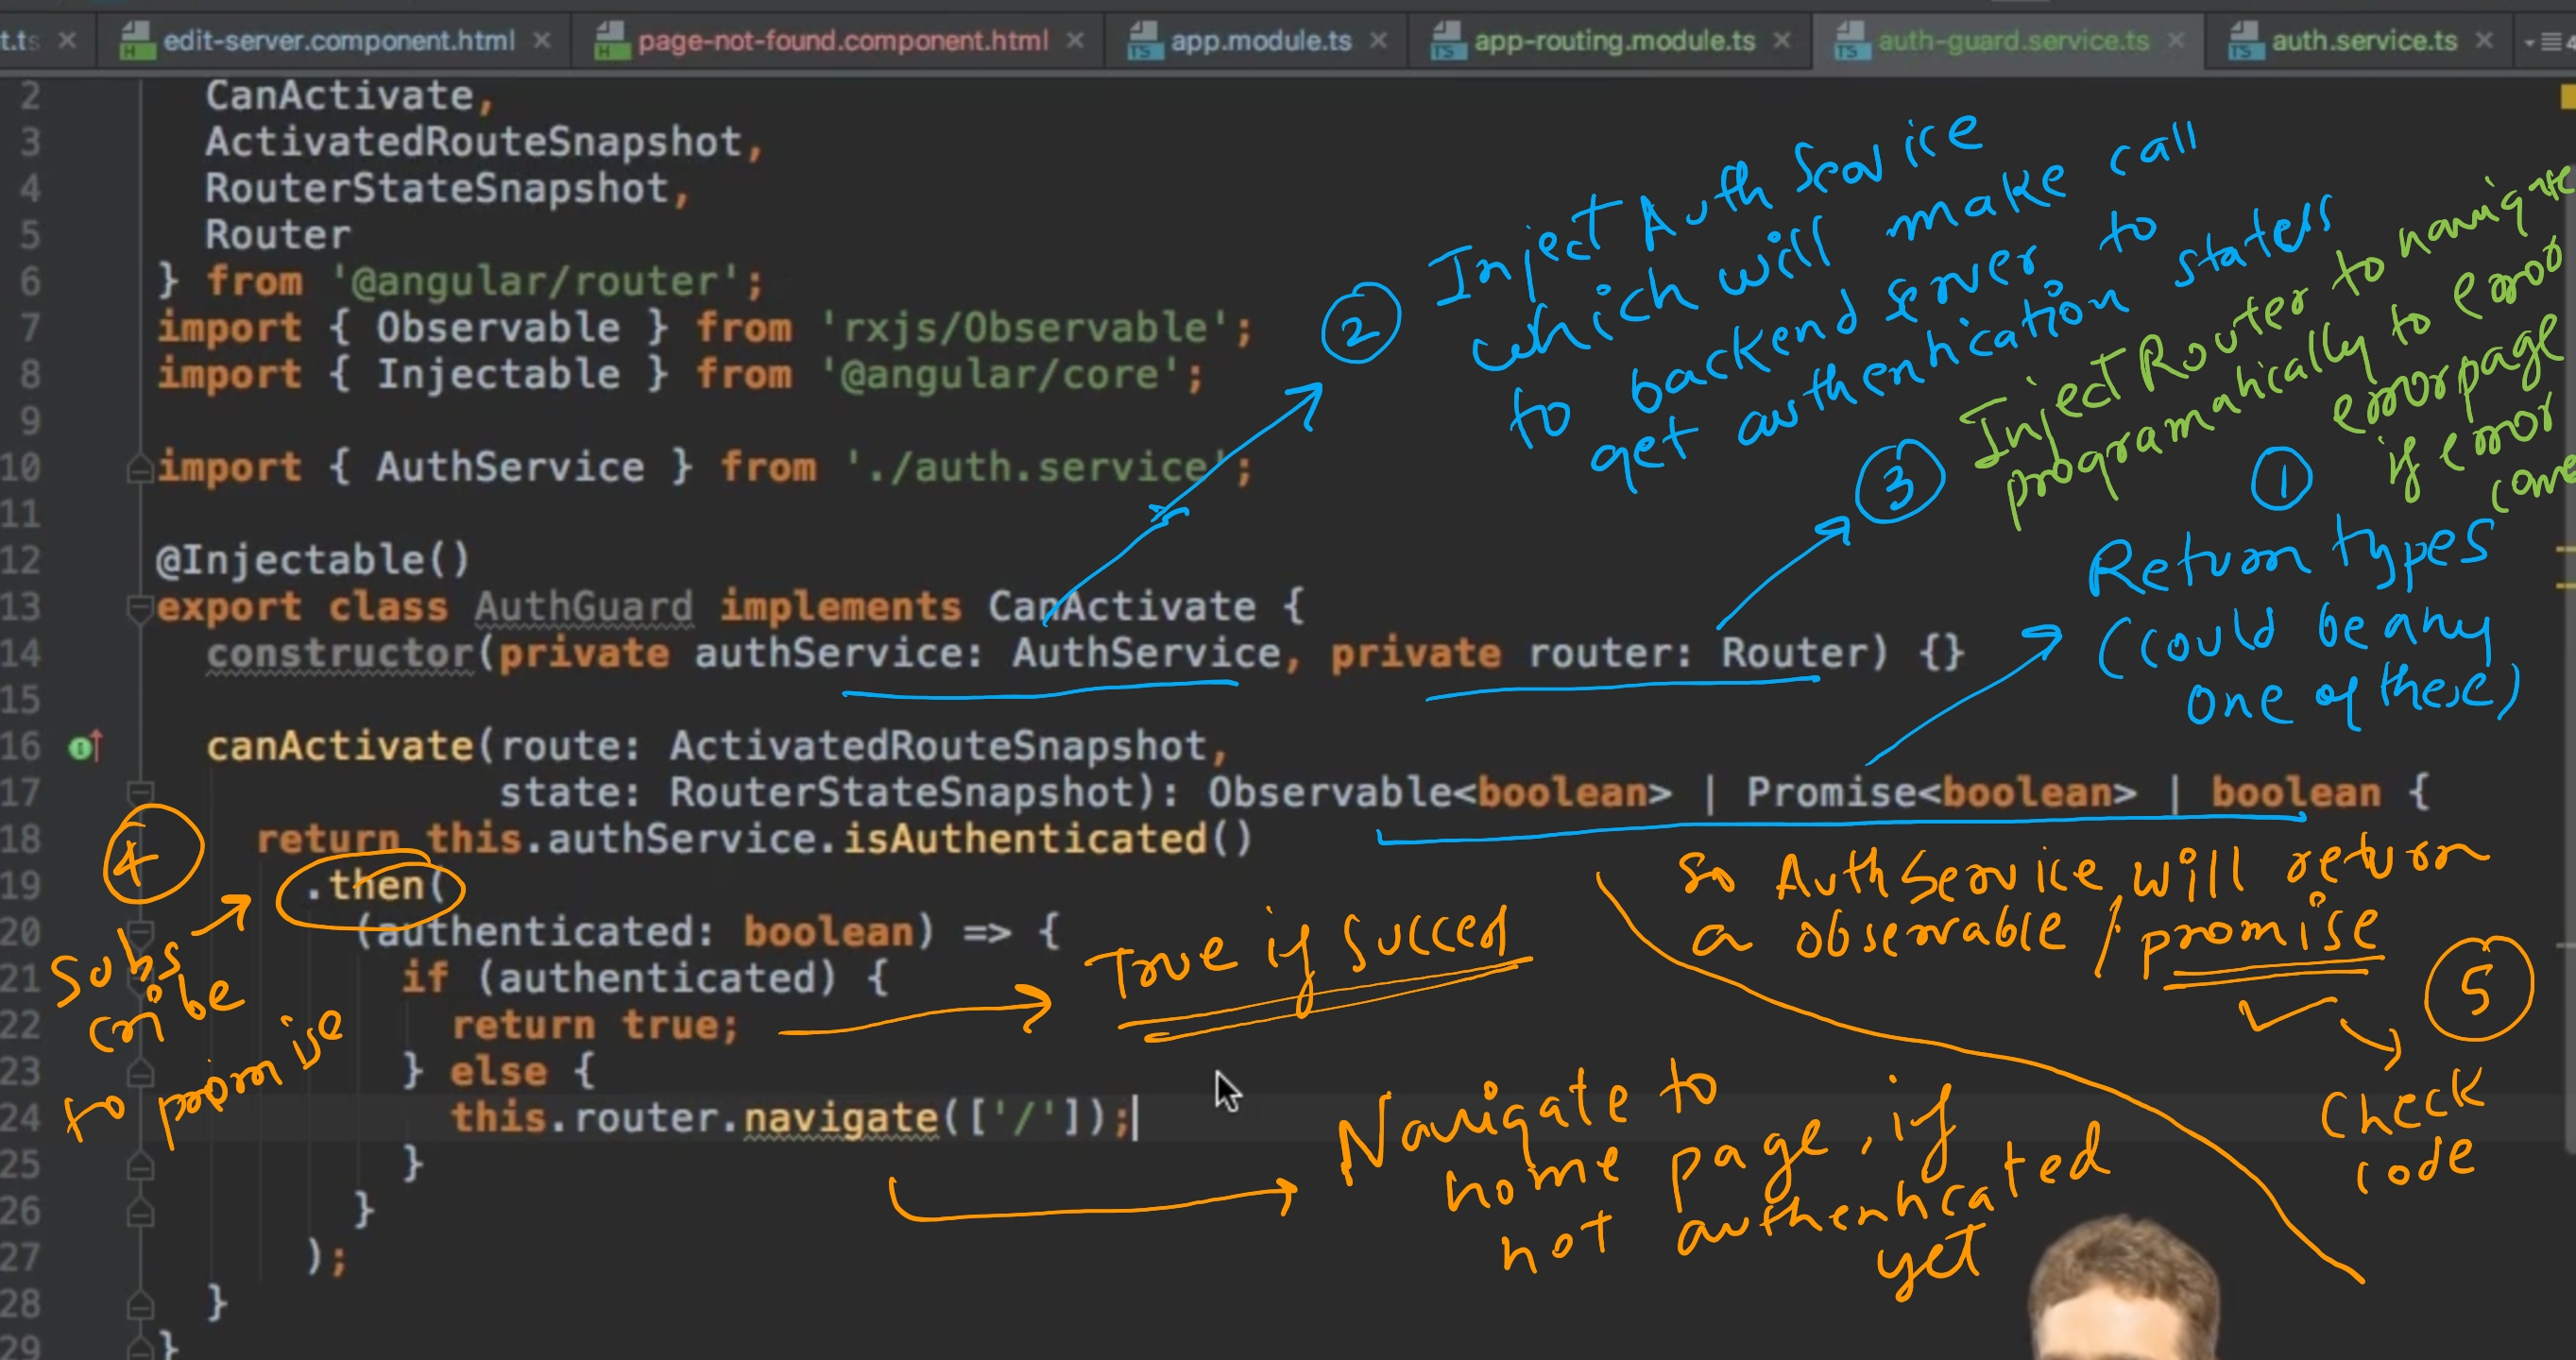 t.ts
edit-server.component.html
page-not-found.component.html
app.module.ts
app-routing.module.ts
auth-guard.service.ts
auth.service.ts
2 CanActivate,
3 ActivatedRouteSnapshot,
4 RouterStateSnapshot,
5 Router
6 } from '@angular/router';
7 import { Observable } from 'rxjs/Observable';
8 import { Injectable } from '@angular/core';
9
10 import { AuthService } from './auth.service';
11
12 @Injectable()
13 export class AuthGuard implements CanActivate {
14 constructor(private authService: AuthService, private router: Router) {}
15
16 canActivate(route: ActivatedRouteSnapshot,
17 state: RouterStateSnapshot): Observable<boolean> | Promise<boolean> | boolean {
18 return this.authService.isAuthenticated()
19 .then(
20 (authenticated: boolean) => {
21 if (authenticated) {
22 return true;
23 } else {
24 this.router.navigate(['/']);
25 }
26 }
27 );
28 }
29 }
2
Inject Auth Service
which will make call
to backend server to
get authentication states
3
Inject Router to navigate
programatically to error
error page
if error
come
1
Return types
(could be any
one of these)
4
Subs
cribe
to promise
True if success
Navigate to
home page, if
not authenticated
yet
So AuthService will return
a observable / promise
5
Check
code